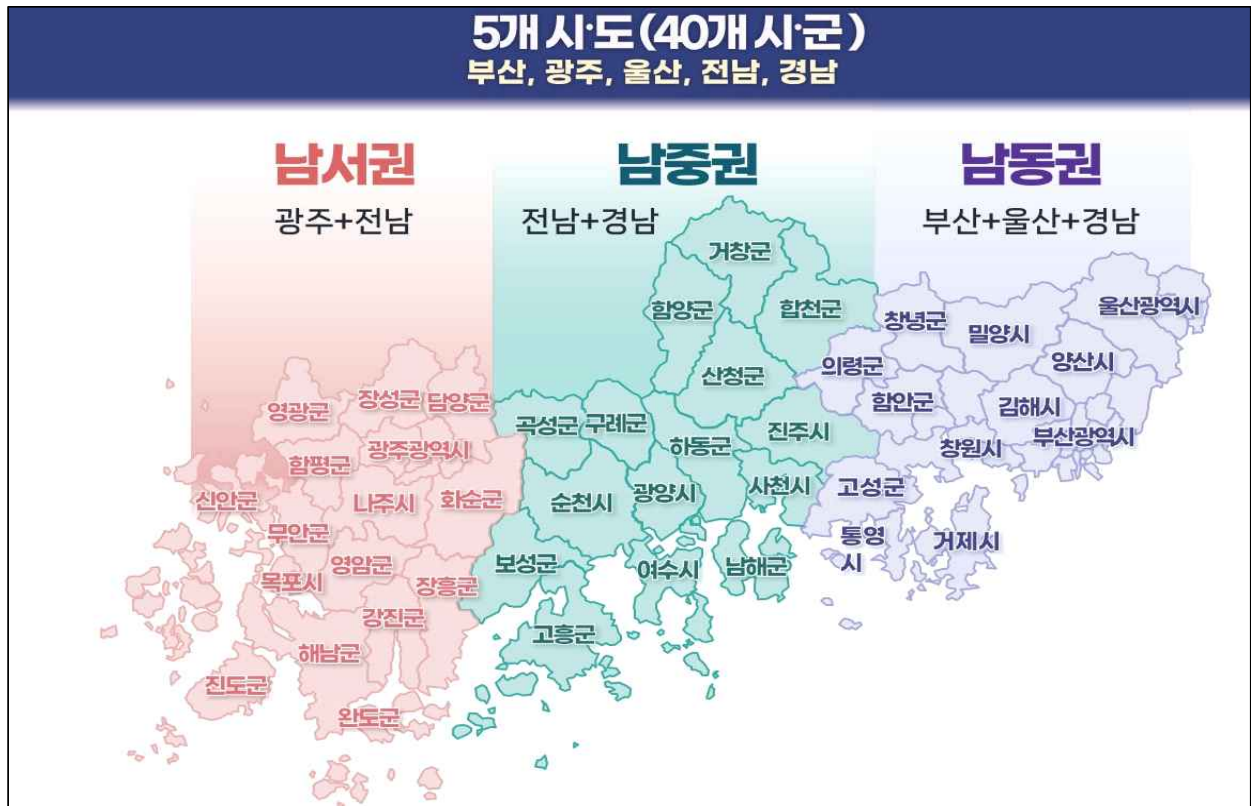 5개 시·도(40개 시·군)
부산, 광주, 울산, 전남, 경남
남서권
남중권
남동권
광주+전남
전남+경남
부산+울산+경남
영광군
장성군
담양군
함평군
광주광역시
신안군
나주시
화순군
무안군
목포시
영암군
장흥군
강진군
해남군
진도군
완도군
거창군
함양군
합천군
산청군
곡성군
구례군
하동군
진주시
순천시
광양시
사천시
보성군
여수시
남해군
고흥군
창녕군
밀양시
울산광역시
의령군
양산시
함안군
김해시
창원시
부산광역시
고성군
통영
시
거제시